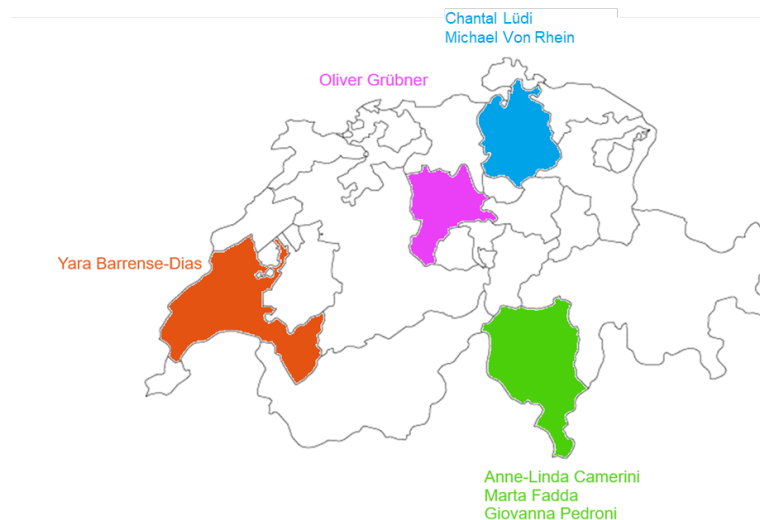 Chantal Lüdi
Michael Von Rhein
Oliver Grübner
Yara Barrense-Dias
Anne-Linda Camerini
Marta Fadda
Giovanna Pedroni